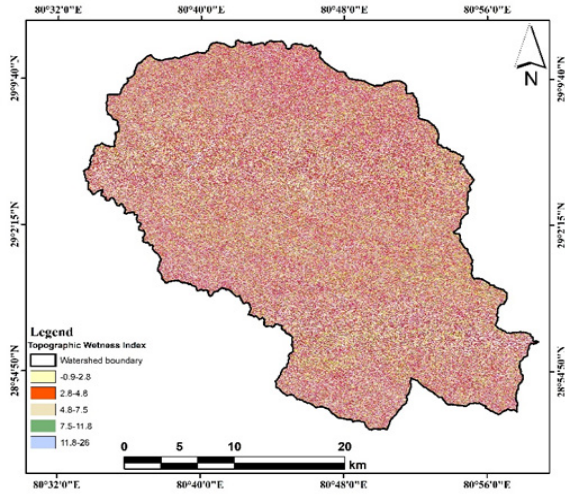 80°32'0"E 80°40'0"E 80°48'0"E 80°56'0"E
N
29°9'40"N 29°9'40"N
29°2'15"N 29°2'15"N
28°54'50"N 28°54'50"N
Legend
Topographic Wetness Index
Watershed boundary
-0.9-2.8
2.8-4.8
4.8-7.5
7.5-11.8
11.8-26
0 5 10 20
km
80°32'0"E 80°40'0"E 80°48'0"E 80°56'0"E